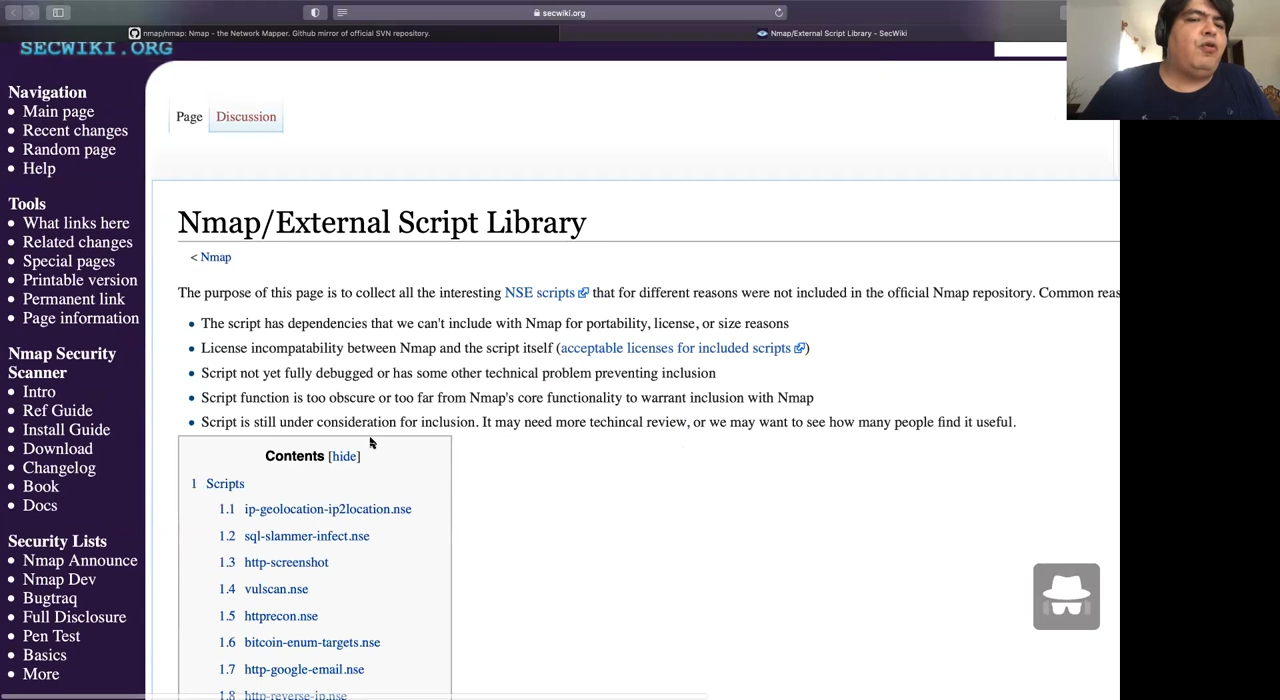 secwiki.org
nmap/nmap: Nmap - the Network Mapper. Github mirror of official SVN repository.
Nmap/External Script Library - SecWiki
SECWIKI.ORG
Navigation
Main page
Recent changes
Random page
Help
Tools
What links here
Related changes
Special pages
Printable version
Permanent link
Page information
Nmap Security
Scanner
Intro
Ref Guide
Install Guide
Download
Changelog
Book
Docs
Security Lists
Nmap Announce
Nmap Dev
Bugtraq
Full Disclosure
Pen Test
Basics
More
Page
Discussion
Nmap/External Script Library
< Nmap
The purpose of this page is to collect all the interesting NSE scripts that for different reasons were not included in the official Nmap repository. Common reas
The script has dependencies that we can't include with Nmap for portability, license, or size reasons
License incompatability between Nmap and the script itself (acceptable licenses for included scripts)
Script not yet fully debugged or has some other technical problem preventing inclusion
Script function is too obscure or too far from Nmap's core functionality to warrant inclusion with Nmap
Script is still under consideration for inclusion. It may need more techincal review, or we may want to see how many people find it useful.
Contents [hide]
1 Scripts
1.1 ip-geolocation-ip2location.nse
1.2 sql-slammer-infect.nse
1.3 http-screenshot
1.4 vulscan.nse
1.5 httprecon.nse
1.6 bitcoin-enum-targets.nse
1.7 http-google-email.nse
1.8 http-reverse-ip.nse